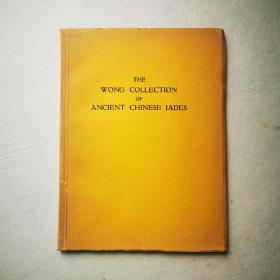 THE
WONG COLLECTION
OF
ANCIENT CHINESE JADES